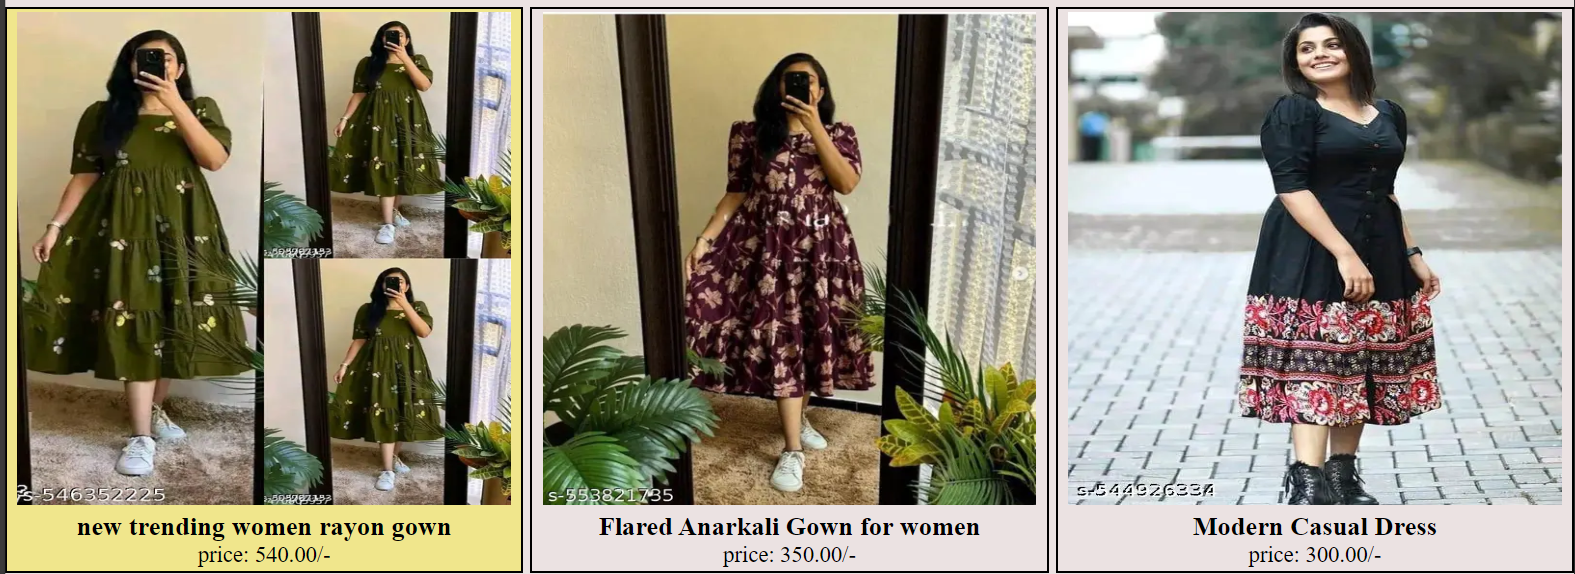 s-546352225
new trending women rayon gown
price: 540.00/-
s-553821735
Flared Anarkali Gown for women
price: 350.00/-
s-544926334
Modern Casual Dress
price: 300.00/-